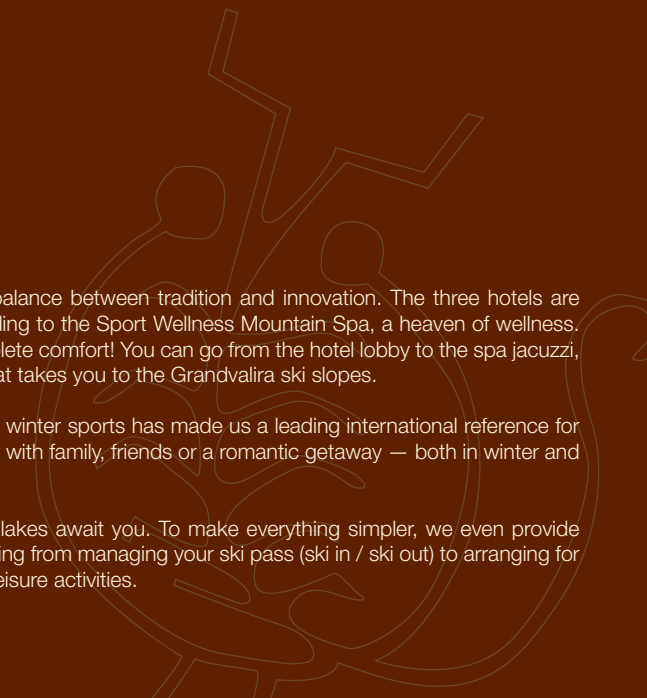 balance between tradition and innovation. The three hotels are
ding to the Sport Wellness Mountain Spa, a heaven of wellness.
plete comfort! You can go from the hotel lobby to the spa jacuzzi,
at takes you to the Grandvalira ski slopes.
winter sports has made us a leading international reference for
with family, friends or a romantic getaway — both in winter and
lakes await you. To make everything simpler, we even provide
ing from managing your ski pass (ski in / ski out) to arranging for
eisure activities.